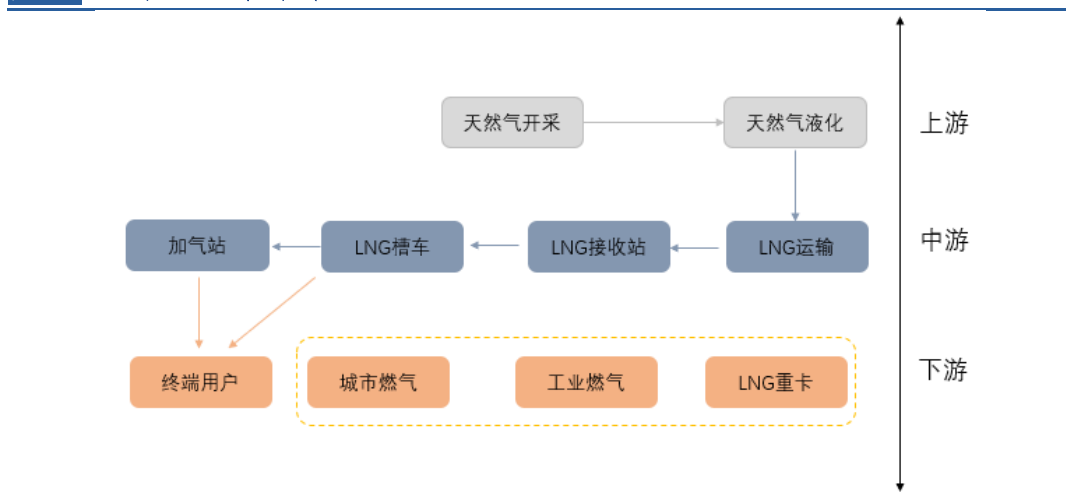 天然气开采
天然气液化
上游
加气站
LNG槽车
LNG接收站
LNG运输
中游
终端用户
城市燃气
工业燃气
LNG重卡
下游